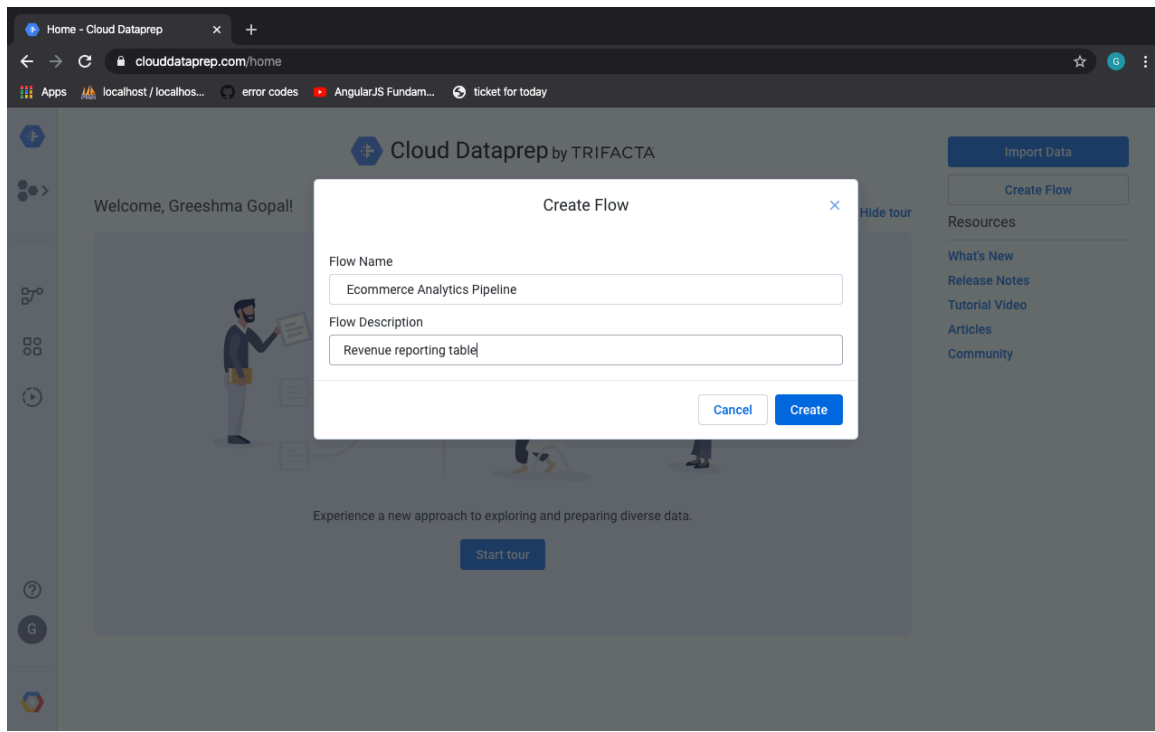 Home - Cloud Dataprep
clouddataprep.com/home
G
Apps
localhost / localhos...
error codes
AngularJS Fundam...
ticket for today
Cloud Dataprep by TRIFACTA
Import Data
Create Flow
Welcome, Greeshma Gopal!
Hide tour
Resources
What's New
Release Notes
Tutorial Video
Articles
Community
Create Flow
Flow Name
Ecommerce Analytics Pipeline
Flow Description
Revenue reporting table
Cancel
Create
Experience a new approach to exploring and preparing diverse data.
Start tour
G